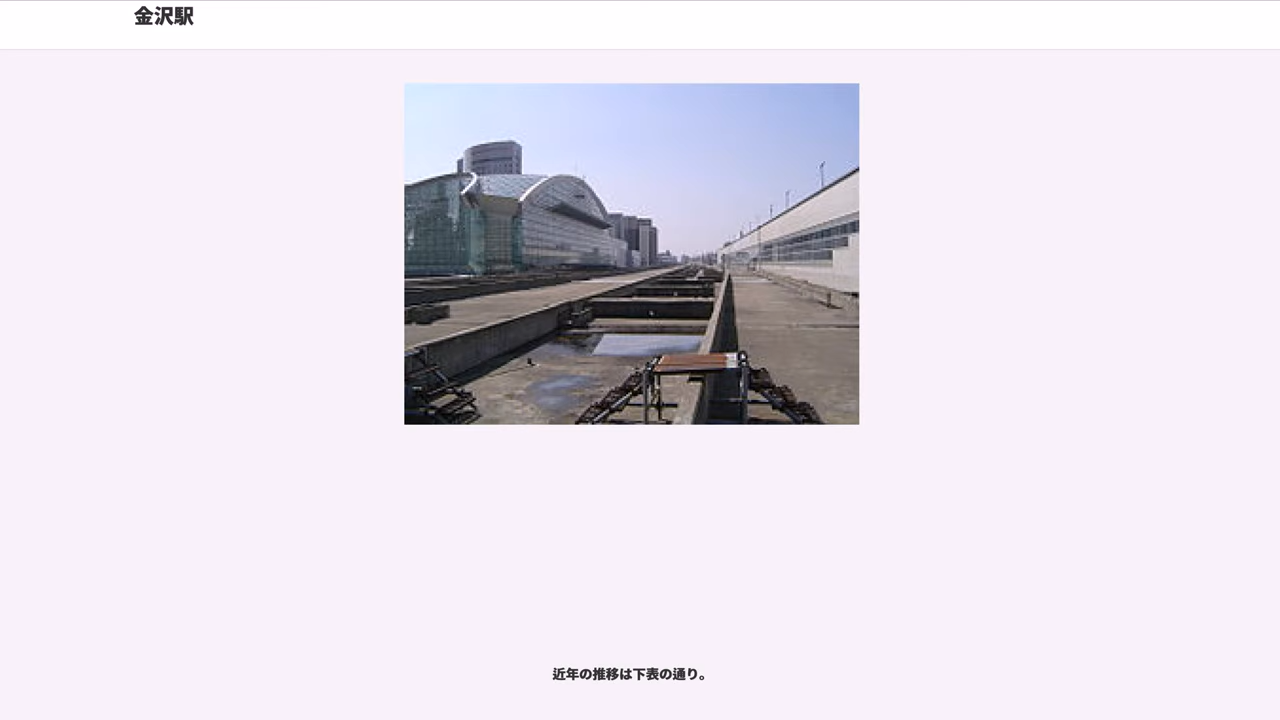 金沢駅
近年の推移は下表の通り。